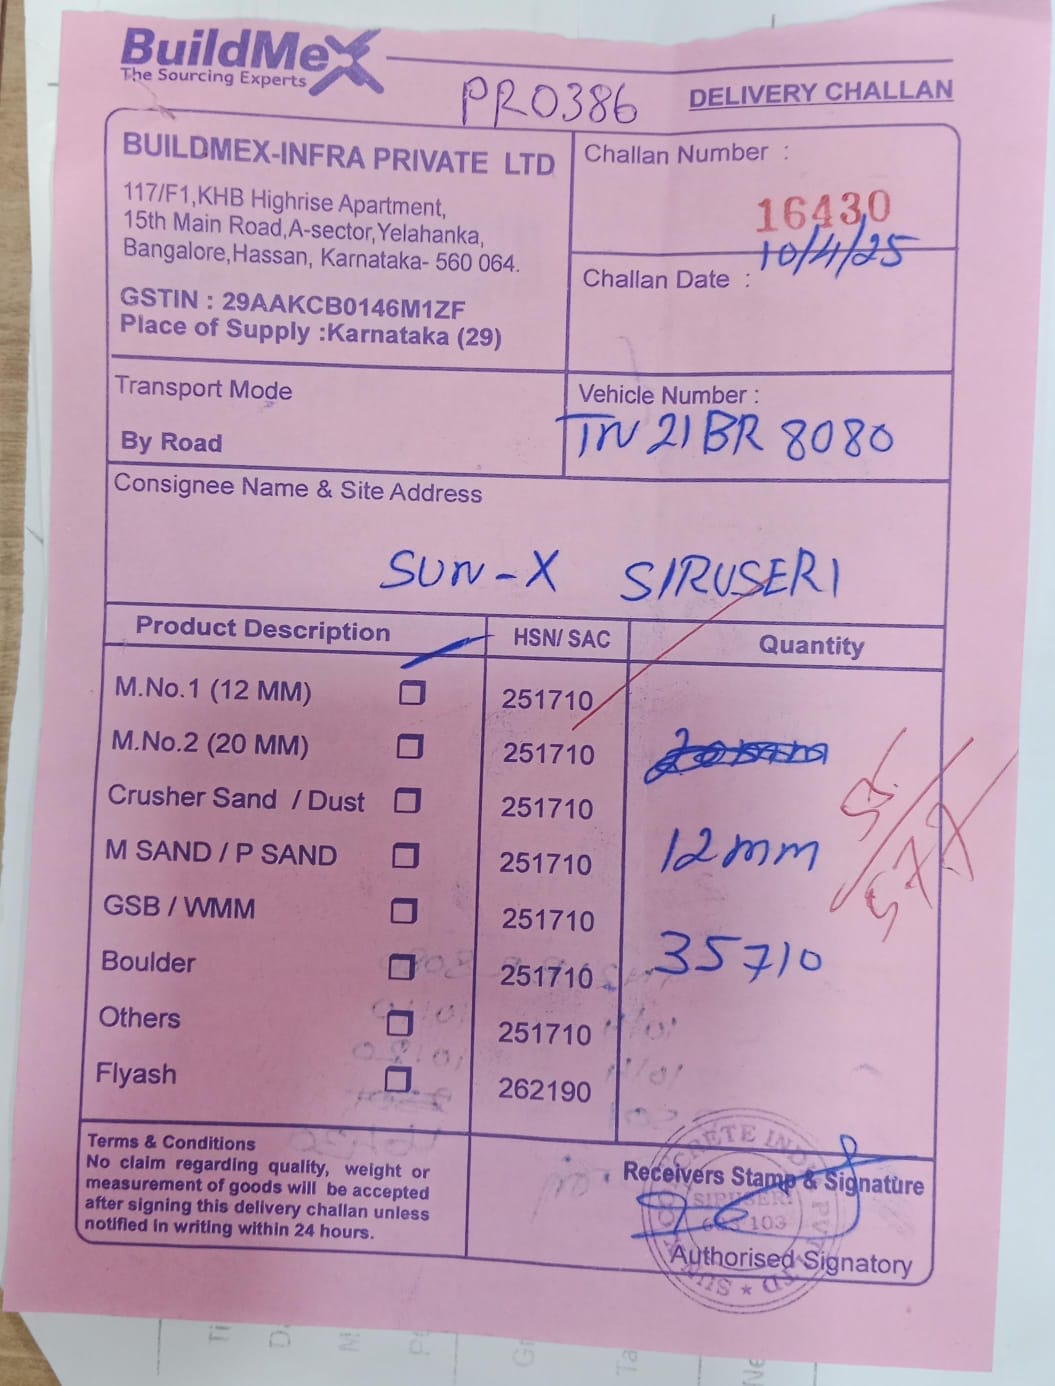 BuildMex
The Sourcing Experts
PR0386
DELIVERY CHALLAN
BUILDMEX-INFRA PRIVATE LTD
117/F1,KHB Highrise Apartment,
15th Main Road,A-sector,Yelahanka,
Bangalore,Hassan, Karnataka- 560 064.
GSTIN : 29AAKCB0146M1ZF
Place of Supply :Karnataka (29)
Challan Number :
16430
10/4/25
Challan Date :
Transport Mode
By Road
Vehicle Number :
TN 21 BR 8080
Consignee Name & Site Address
SUN-X SIRUSERI
Product Description HSN/ SAC Quantity
M.No.1 (12 MM) 251710
M.No.2 (20 MM) 251710
Crusher Sand / Dust 251710
M SAND / P SAND 251710
12mm
GSB / WMM 251710
35710
Boulder 251710
Others 251710
Flyash 262190
Terms & Conditions
No claim regarding quality, weight or
measurement of goods will be accepted
after signing this delivery challan unless
notified in writing within 24 hours.
Receivers Stamp & Signature
SIRUSERI
603 103
Authorised Signatory